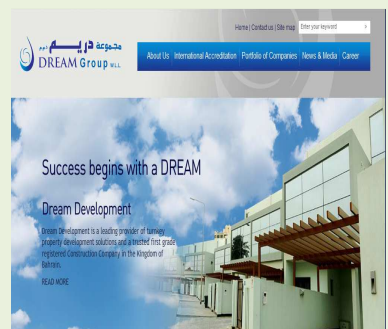 Home | Contact us | Site map Enter your keyword
مجموعة دريم
DREAM Group W.L.L.
About Us International Accreditation Portfolio of Companies News & Media Career
Success begins with a DREAM
Dream Development
Dream Development is a leading provider of turnkey
property development solutions and a trusted first grade
registered Construction Company in the Kingdom of
Bahrain.
READ MORE